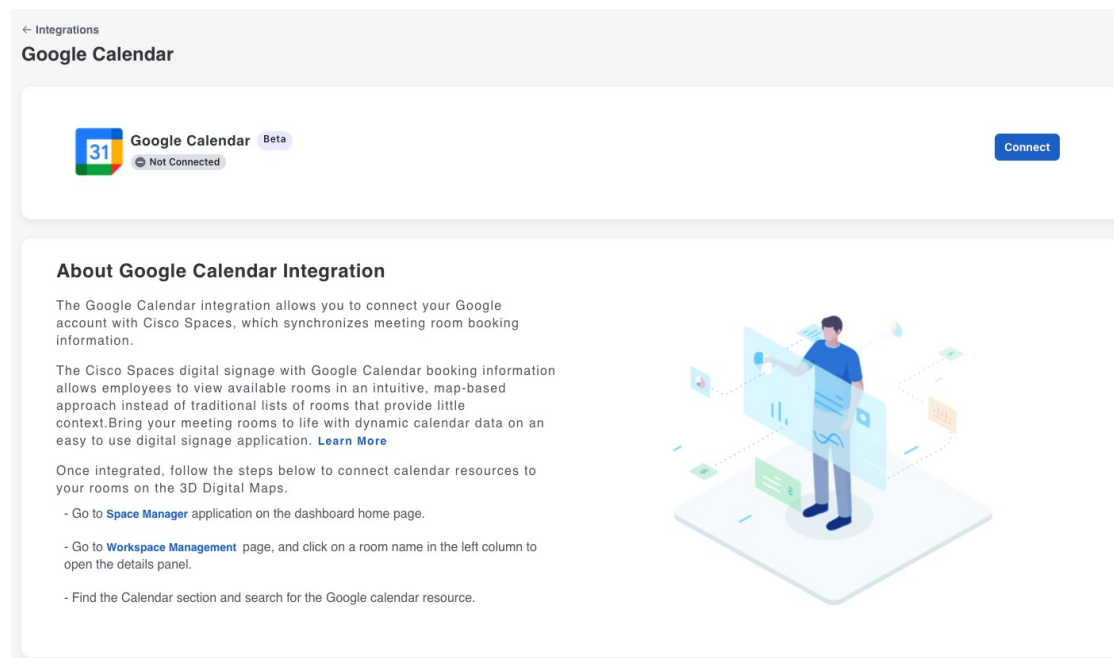 ← Integrations
Google Calendar
31
Google Calendar Beta
Not Connected
Connect
About Google Calendar Integration
The Google Calendar integration allows you to connect your Google
account with Cisco Spaces, which synchronizes meeting room booking
information.
The Cisco Spaces digital signage with Google Calendar booking information
allows employees to view available rooms in an intuitive, map-based
approach instead of traditional lists of rooms that provide little
context.Bring your meeting rooms to life with dynamic calendar data on an
easy to use digital signage application. Learn More
Once integrated, follow the steps below to connect calendar resources to
your rooms on the 3D Digital Maps.
- Go to Space Manager application on the dashboard home page.
- Go to Workspace Management page, and click on a room name in the left column to
open the details panel.
- Find the Calendar section and search for the Google calendar resource.